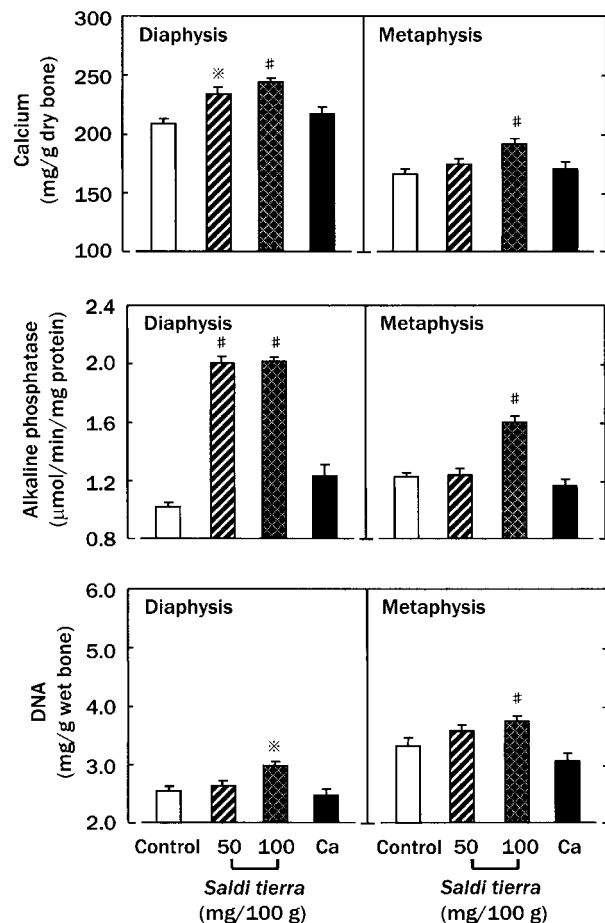 Diaphysis Metaphysis
Calcium
(mg/g dry bone)
300
250
200
150
100
※ # #
Diaphysis Metaphysis
Alkaline phosphatase
(μmol/min/mg protein)
2.4
2.0
1.6
1.2
0.8
# # #
Diaphysis Metaphysis
DNA
(mg/g wet bone)
6.0
5.0
4.0
3.0
2.0
※ #
Control 50 100 Ca Control 50 100 Ca
Saldi tierra Saldi tierra
(mg/100 g) (mg/100 g)